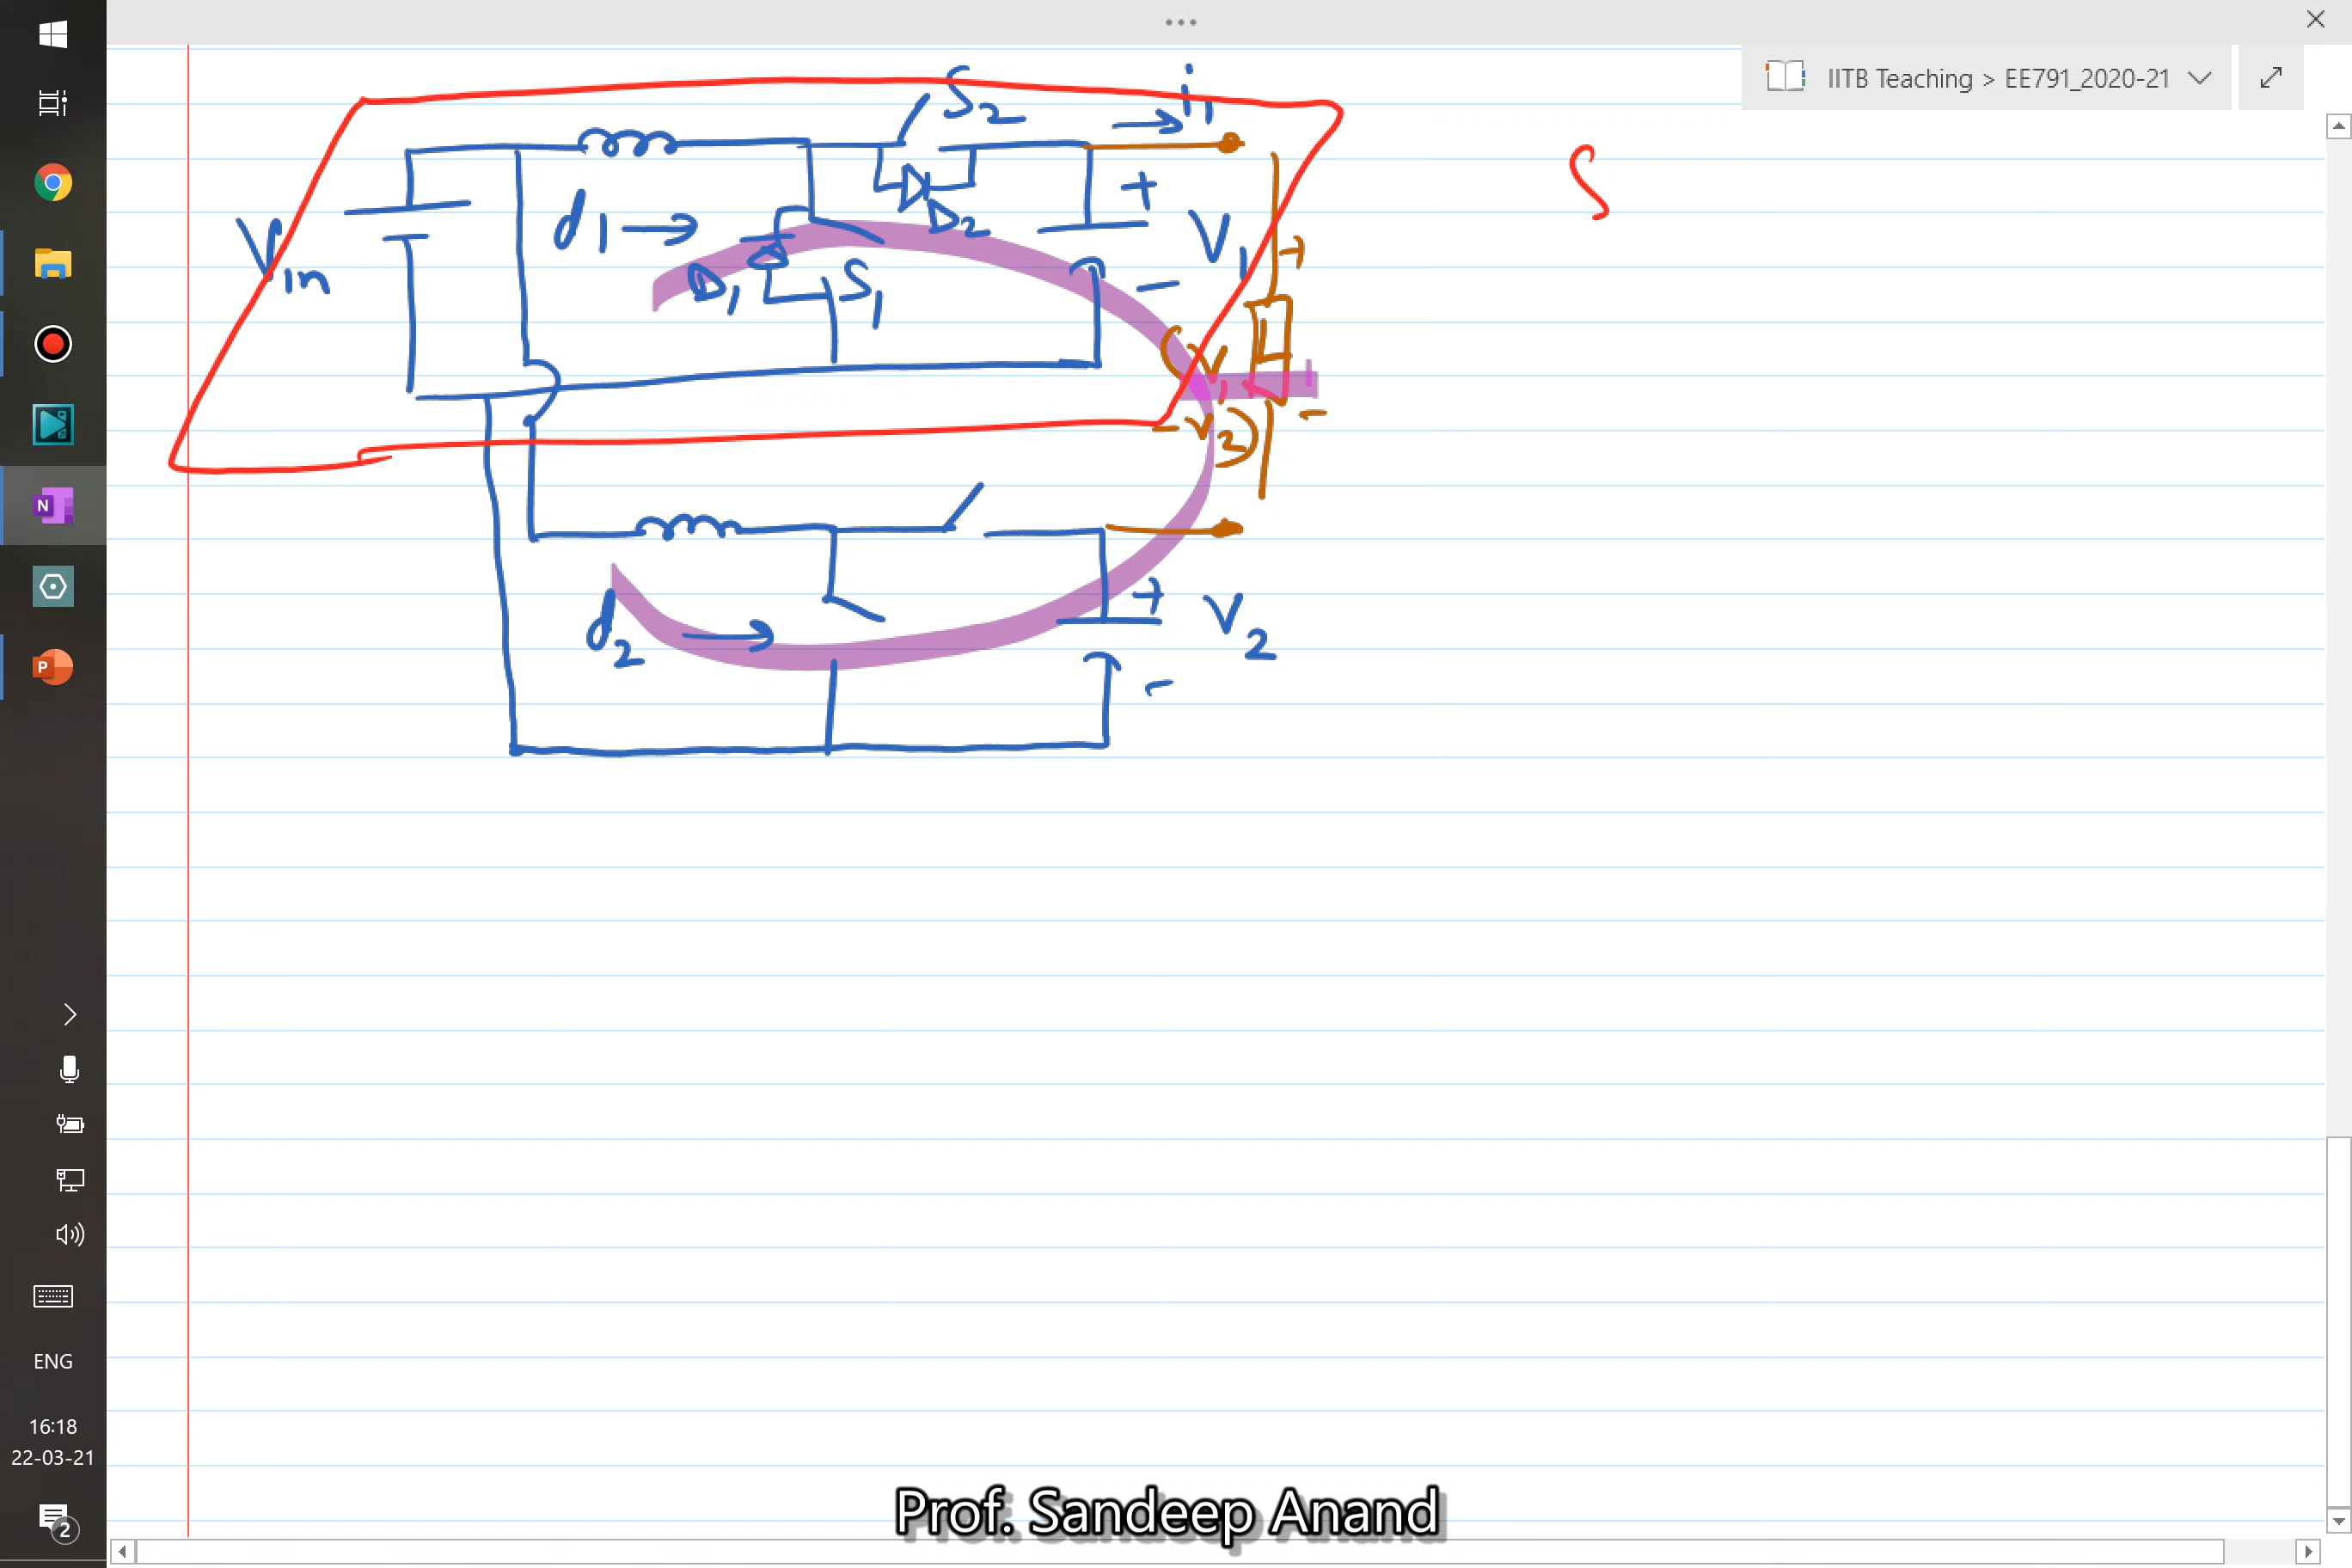 IITB Teaching > EE791_2020-21
S2
i1
Vin
d1
D2
+
V1
D1
S1
-
+
(V1
-V2)
-
d2
+
V2
-
S
N
P
ENG
16:18
22-03-21
2
Prof. Sandeep Anand